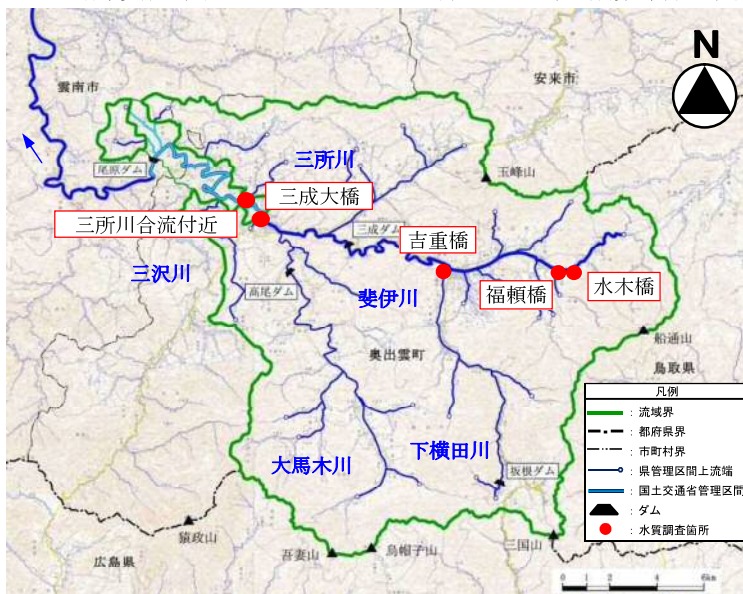 N
雲南市
安来市
尾原ダム
三所川
玉峰山
三成大橋
三所川合流付近
三成ダム
吉重橋
三沢川
高尾ダム
斐伊川
福頼橋
水木橋
船通山
奥出雲町
鳥取県
大馬木川
下横田川
坂根ダム
猿政山
広島県
吾妻山
烏帽子山
三国山
凡例
: 流域界
: 都府県界
: 市町村界
: 県管理区間上流端
: 国土交通省管理区間
: ダム
: 水質調査箇所
0 1 2 4 6km